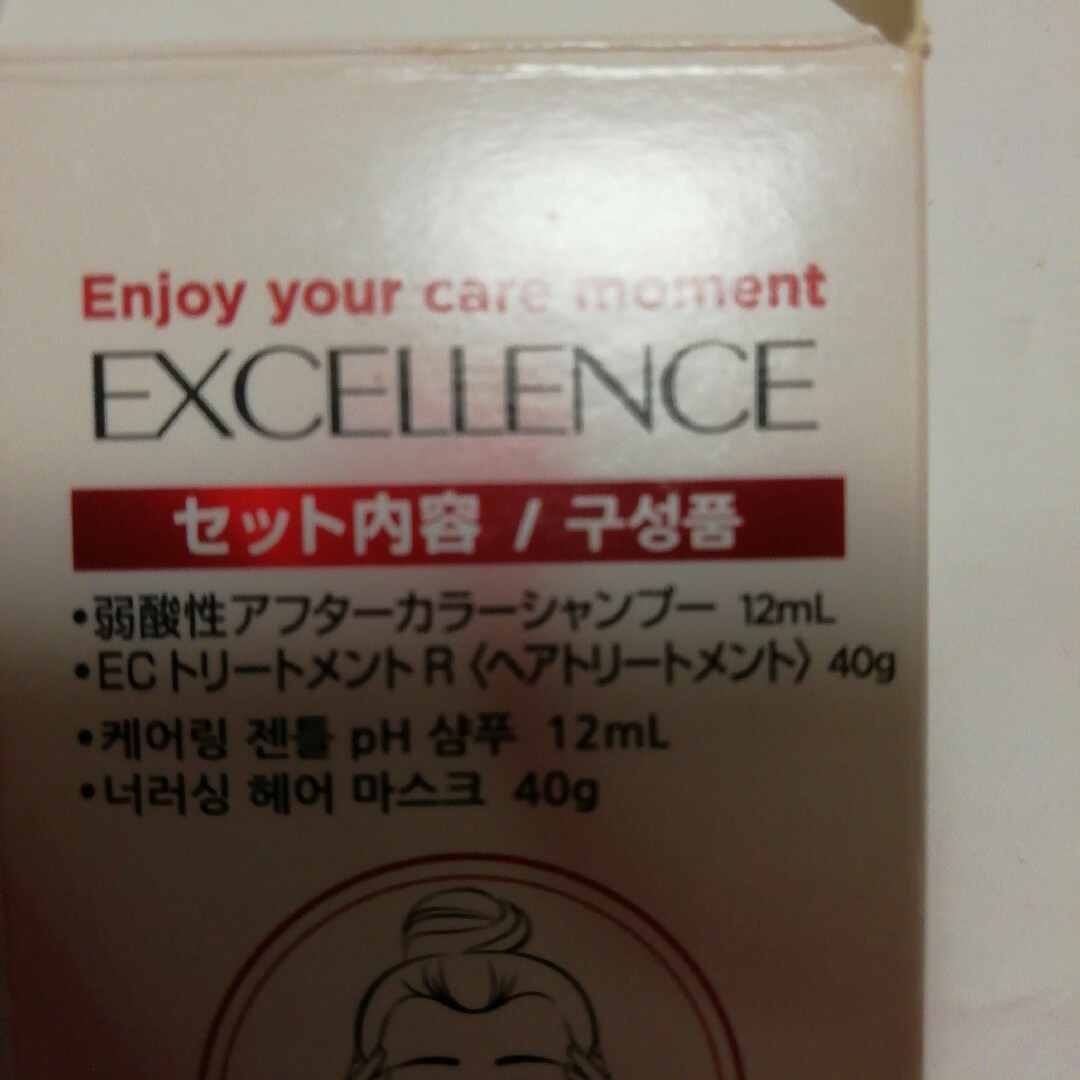 Enjoy your care moment
EXCELLENCE
セット内容 / 구성품
•弱酸性アフターカラーシャンプー 12mL
•ECトリートメントR〈ヘアトリートメント〉40g
•케어링 젠틀 pH 샴푸 12mL
•너러싱 헤어 마스크 40g